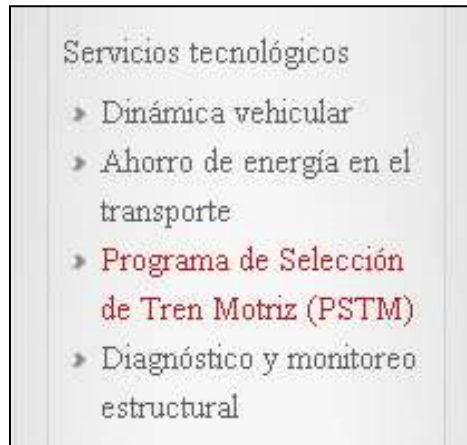 Servicios tecnológicos
» Dinámica vehicular
» Ahorro de energía en el
transporte
» Programa de Selección
de Tren Motriz (PSTM)
» Diagnóstico y monitoreo
estructural